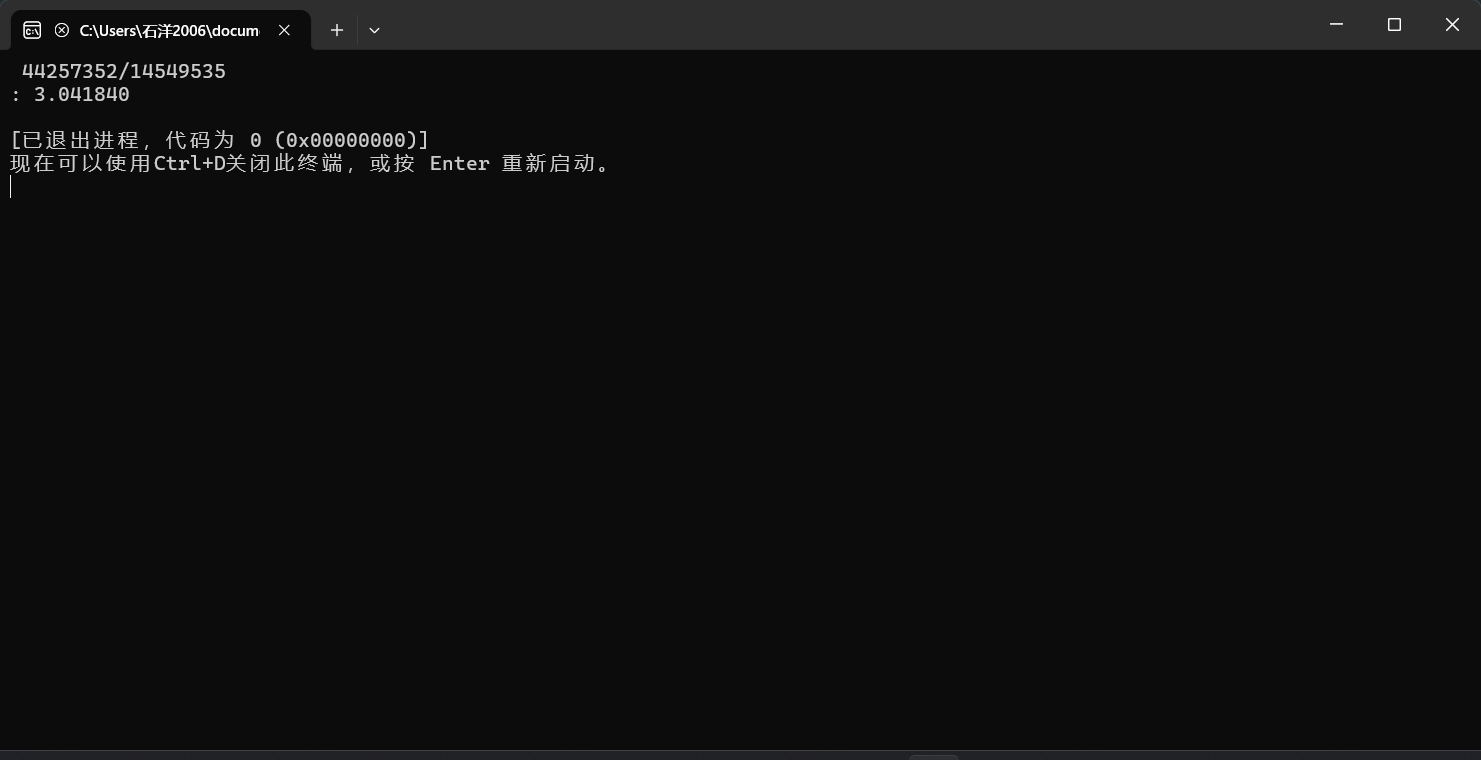 C:\Users\石洋2006\docum
44257352/14549535
: 3.041840
[已退出进程，代码为 0 (0x00000000)]
现在可以使用Ctrl+D关闭此终端，或按 Enter 重新启动。